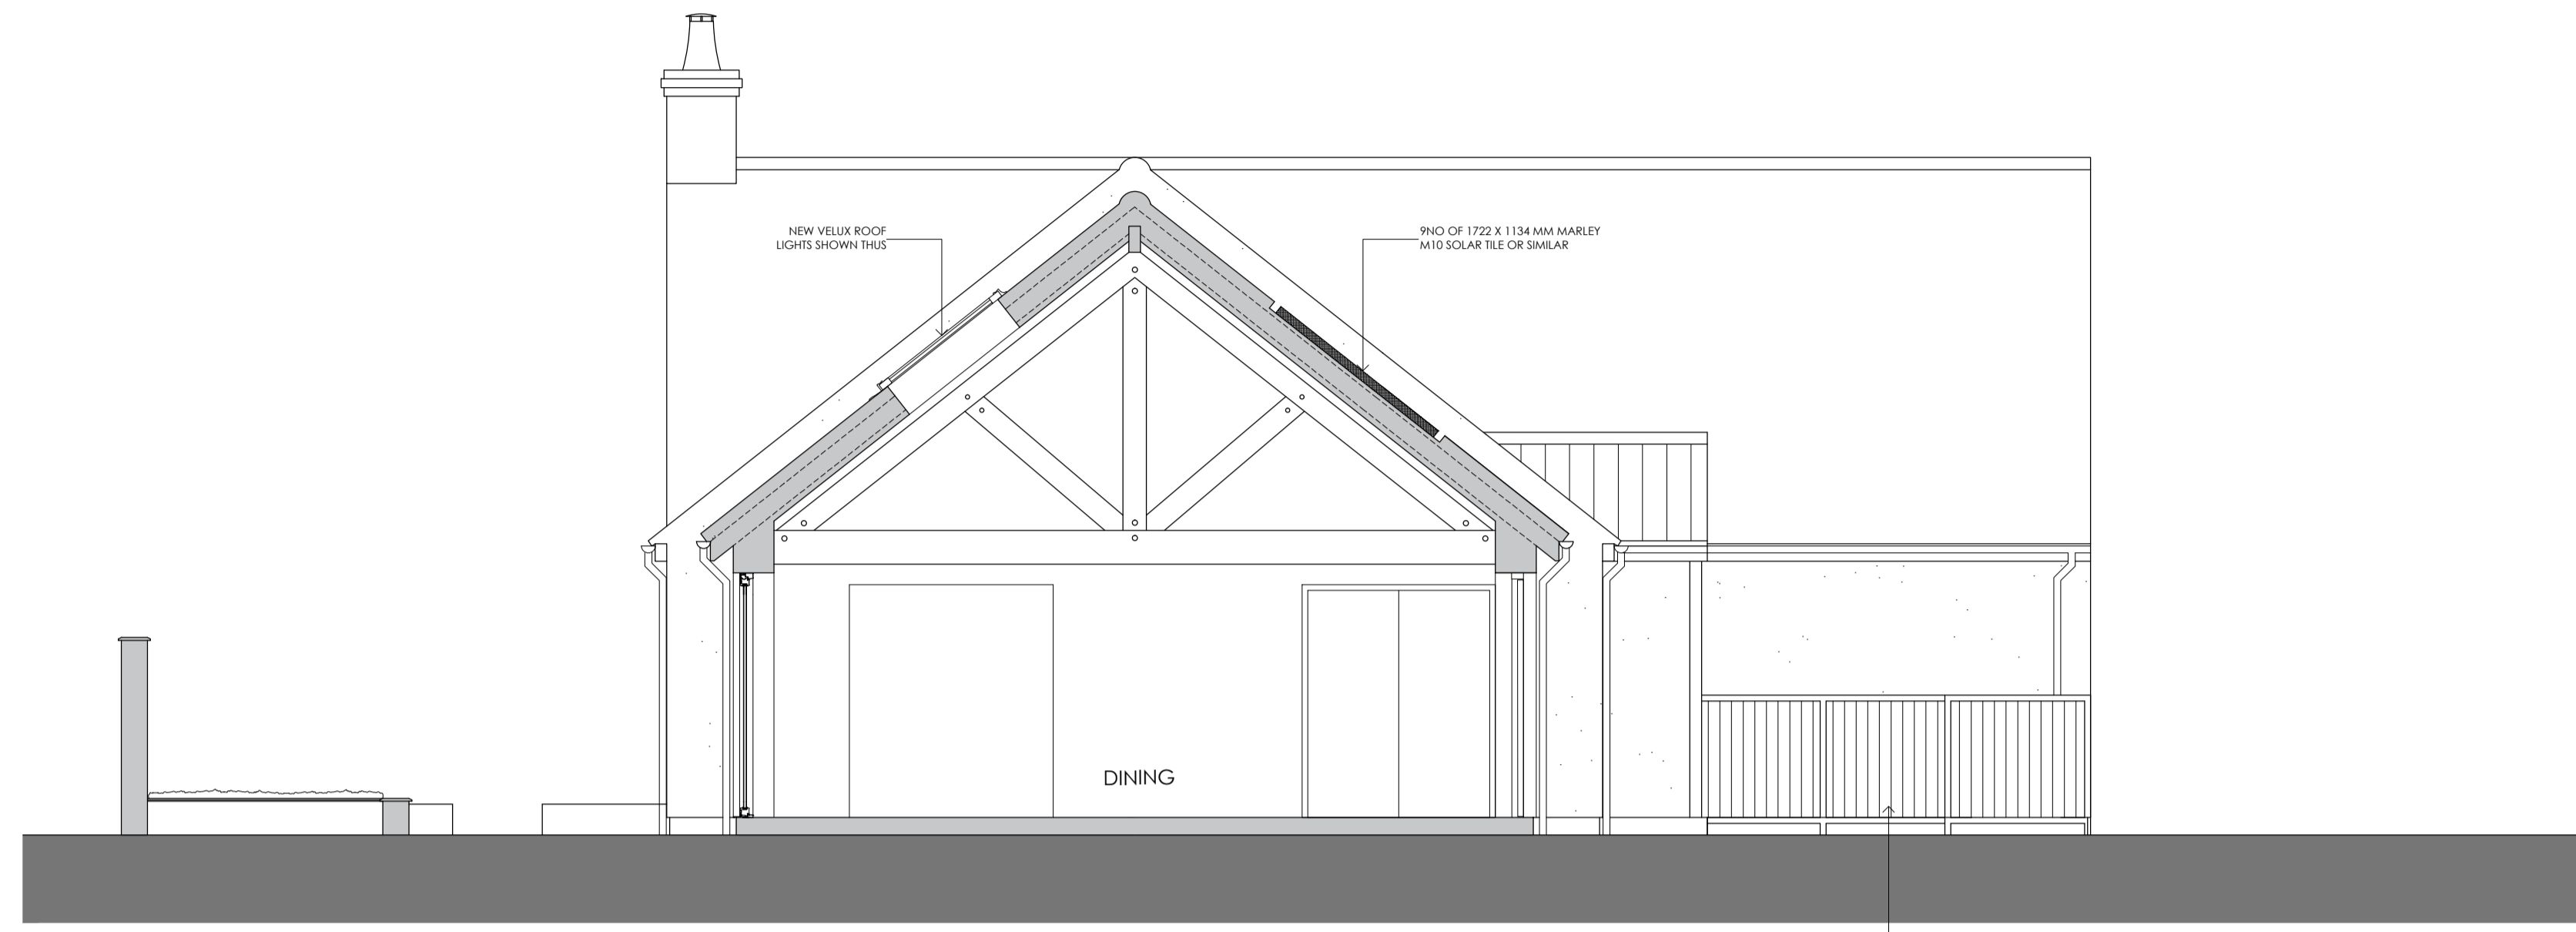 NEW VELUX ROOF
LIGHTS SHOWN THUS
9NO OF 1722 X 1134 MM MARLEY
M10 SOLAR TILE OR SIMILAR
DINING